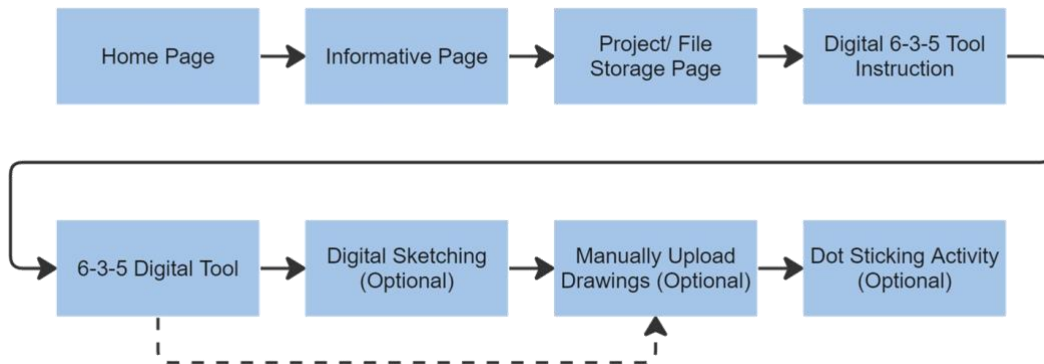 Home Page
Informative Page
Project/ File
Storage Page
Digital 6-3-5 Tool
Instruction
6-3-5 Digital Tool
Digital Sketching
(Optional)
Manually Upload
Drawings (Optional)
Dot Sticking Activity
(Optional)